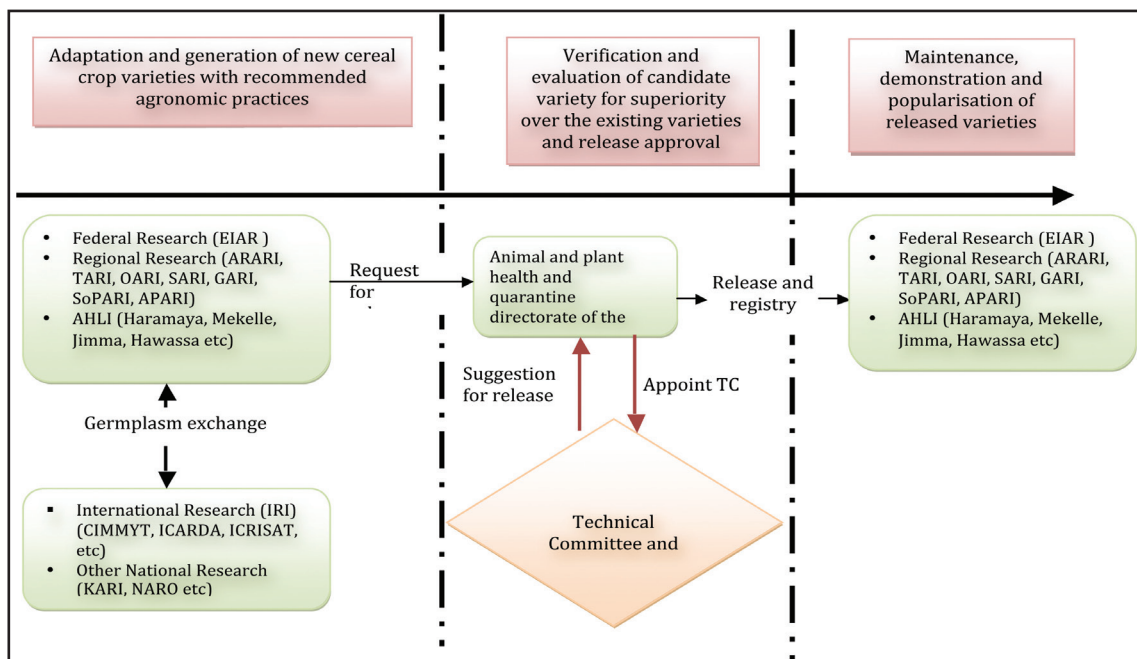 Adaptation and generation of new cereal
crop varieties with recommended
agronomic practices
Verification and
evaluation of candidate
variety for superiority
over the existing varieties
and release approval
Maintenance,
demonstration and
popularisation of
released varieties
• Federal Research (EIAR )
• Regional Research (ARARI,
TARI, OARI, SARI, GARI,
SoPARI, APARI)
• AHLI (Haramaya, Mekelle,
Jimma, Hawassa etc)
Request
for
Animal and plant
health and
quarantine
directorate of the
Release and
registry
• Federal Research (EIAR )
• Regional Research (ARARI,
TARI, OARI, SARI, GARI,
SoPARI, APARI)
• AHLI (Haramaya, Mekelle,
Jimma, Hawassa etc)
Germplasm exchange
Suggestion
for release
Appoint TC
▪ International Research (IRI)
(CIMMYT, ICARDA, ICRISAT,
etc)
• Other National Research
(KARI, NARO etc)
Technical
Committee and